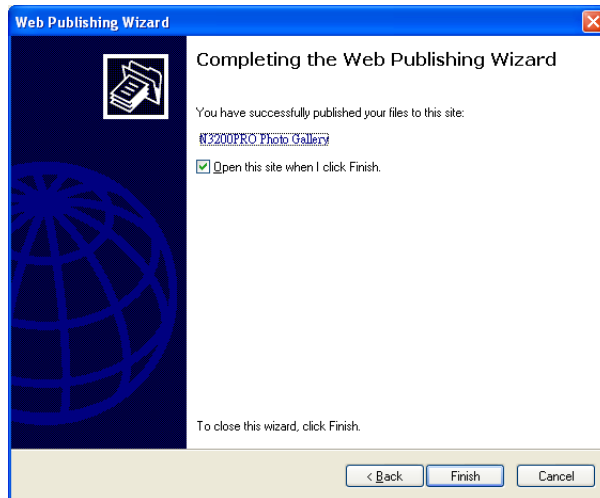 Web Publishing Wizard
Completing the Web Publishing Wizard
You have successfully published your files to this site:
N3200PRO Photo Gallery
Open this site when I click Finish.
To close this wizard, click Finish.
< Back Finish Cancel